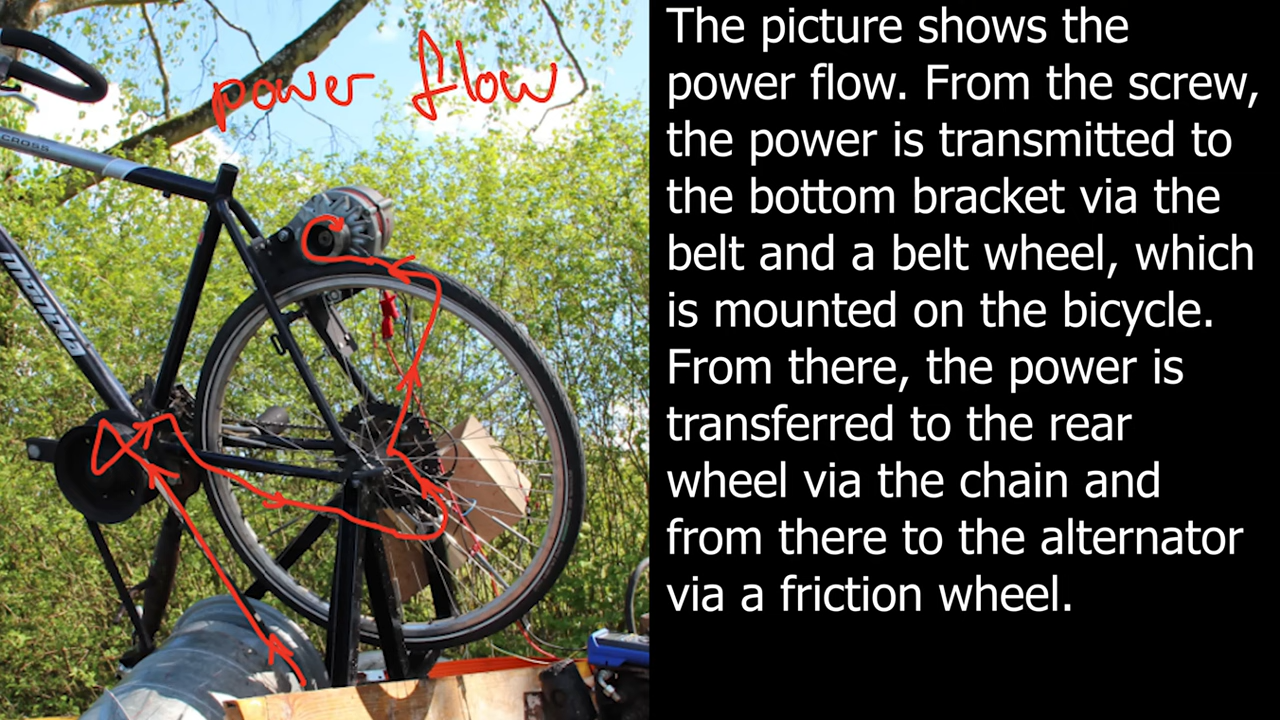 power flow
CROSS
The picture shows the
power flow. From the screw,
the power is transmitted to
the bottom bracket via the
belt and a belt wheel, which
is mounted on the bicycle.
From there, the power is
transferred to the rear
wheel via the chain and
from there to the alternator
via a friction wheel.